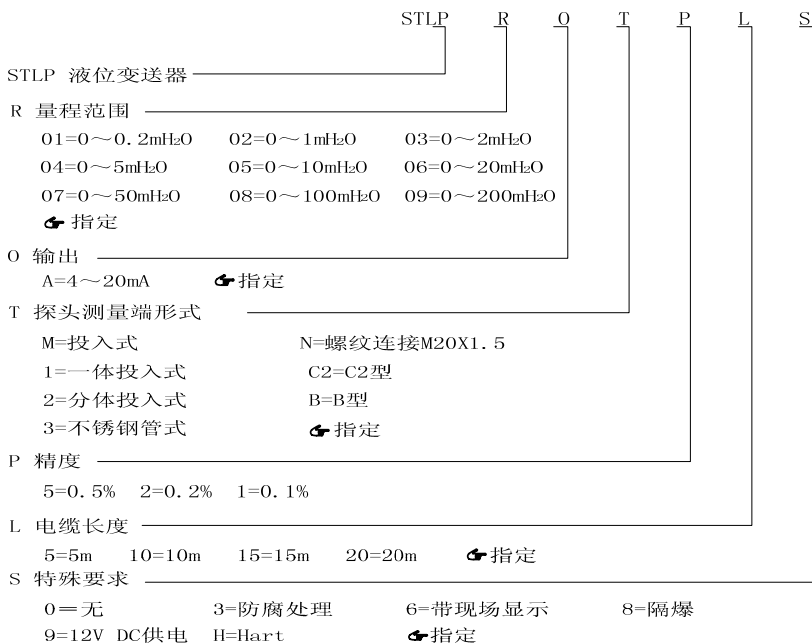 STLP R O T P L S
STLP 液位变送器
R 量程范围
01=0～0.2mH₂O 02=0～1mH₂O 03=0～2mH₂O
04=0～5mH₂O 05=0～10mH₂O 06=0～20mH₂O
07=0～50mH₂O 08=0～100mH₂O 09=0～200mH₂O
☛指定
O 输出
A=4～20mA ☛指定
T 探头测量端形式
M=投入式 N=螺纹连接M20X1.5
1=一体投入式 C2=C2型
2=分体投入式 B=B型
3=不锈钢管式 ☛指定
P 精度
5=0.5% 2=0.2% 1=0.1%
L 电缆长度
5=5m 10=10m 15=15m 20=20m ☛指定
S 特殊要求
0＝无 3=防腐处理 6=带现场显示 8=隔爆
9=12V DC供电 H=Hart ☛指定